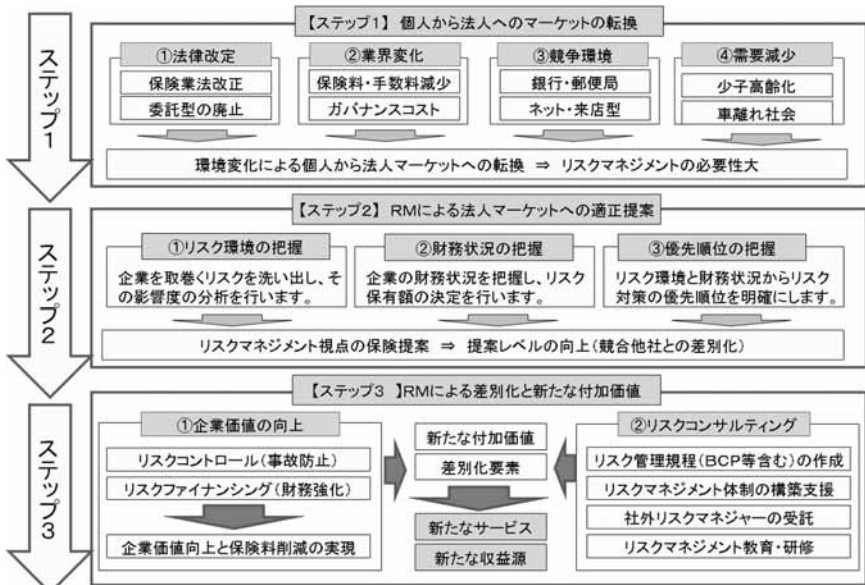 ステップ1
【ステップ1】 個人から法人へのマーケットの転換
①法律改定
保険業法改正
委託型の廃止
②業界変化
保険料・手数料減少
ガバナンスコスト
③競争環境
銀行・郵便局
ネット・来店型
④需要減少
少子高齢化
車離れ社会
環境変化による個人から法人マーケットへの転換 ⇒ リスクマネジメントの必要性大
ステップ2
【ステップ2】 RMによる法人マーケットへの適正提案
①リスク環境の把握
企業を取巻くリスクを洗い出し、そ
の影響度の分析を行います。
②財務状況の把握
企業の財務状況を把握し、リスク
保有額の決定を行います。
③優先順位の把握
リスク環境と財務状況からリスク
対策の優先順位を明確にします。
リスクマネジメント視点の保険提案 ⇒ 提案レベルの向上(競合他社との差別化)
ステップ3
【ステップ3 】RMによる差別化と新たな付加価値
①企業価値の向上
リスクコントロール(事故防止)
リスクファイナンシング(財務強化)
企業価値向上と保険料削減の実現
新たな付加価値
差別化要素
新たなサービス
新たな収益源
②リスクコンサルティング
リスク管理規程(BCP等含む)の作成
リスクマネジメント体制の構築支援
社外リスクマネジャーの受託
リスクマネジメント教育・研修